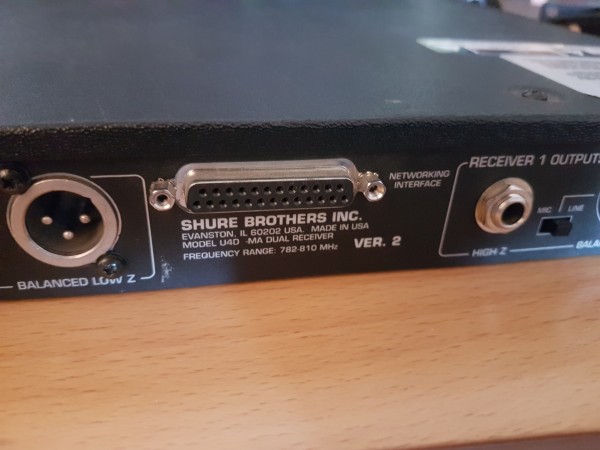 RECEIVER 1 OUTPUTS
NETWORKING
INTERFACE
SHURE BROTHERS INC.
EVANSTON, IL 60202 USA. MADE IN USA
MODEL U4D -MA DUAL RECEIVER
FREQUENCY RANGE: 782-810 MHz
VER. 2
MIC
LINE
BALANCED LOW Z
HIGH-Z